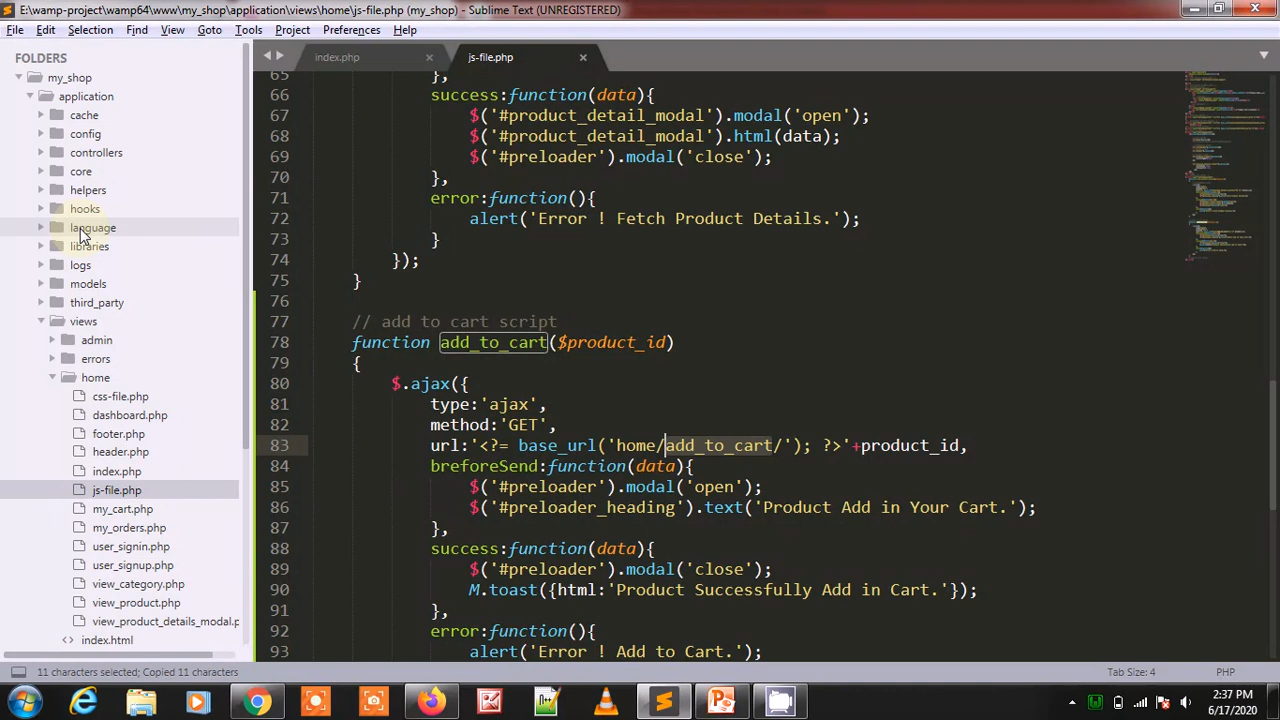 E:\wamp-project\wamp64\www\my_shop\application\views\home\js-file.php (my_shop) - Sublime Text (UNREGISTERED)
File Edit Selection Find View Goto Tools Project Preferences Help
FOLDERS
my_shop
application
cache
config
controllers
core
helpers
hooks
language
libraries
logs
models
third_party
views
admin
errors
home
css-file.php
dashboard.php
footer.php
header.php
index.php
js-file.php
my_cart.php
my_orders.php
user_signin.php
user_signup.php
view_category.php
view_product.php
view_product_details_modal.p
index.html
index.php
js-file.php
65 },
66 success:function(data){
67 $('#product_detail_modal').modal('open');
68 $('#product_detail_modal').html(data);
69 $('#preloader').modal('close');
70 },
71 error:function(){
72 alert('Error ! Fetch Product Details.');
73 }
74 });
75 }
76
77 // add to cart script
78 function add_to_cart($product_id)
79 {
80 $.ajax({
81 type:'ajax',
82 method:'GET',
83 url:'<?= base_url('home/add_to_cart/'); ?>'+product_id,
84 breforeSend:function(data){
85 $('#preloader').modal('open');
86 $('#preloader_heading').text('Product Add in Your Cart.');
87 },
88 success:function(data){
89 $('#preloader').modal('close');
90 M.toast({html:'Product Successfully Add in Cart.'});
91 },
92 error:function(){
93 alert('Error ! Add to Cart.');
11 characters selected; Copied 11 characters
Tab Size: 4
PHP
2:37 PM
6/17/2020